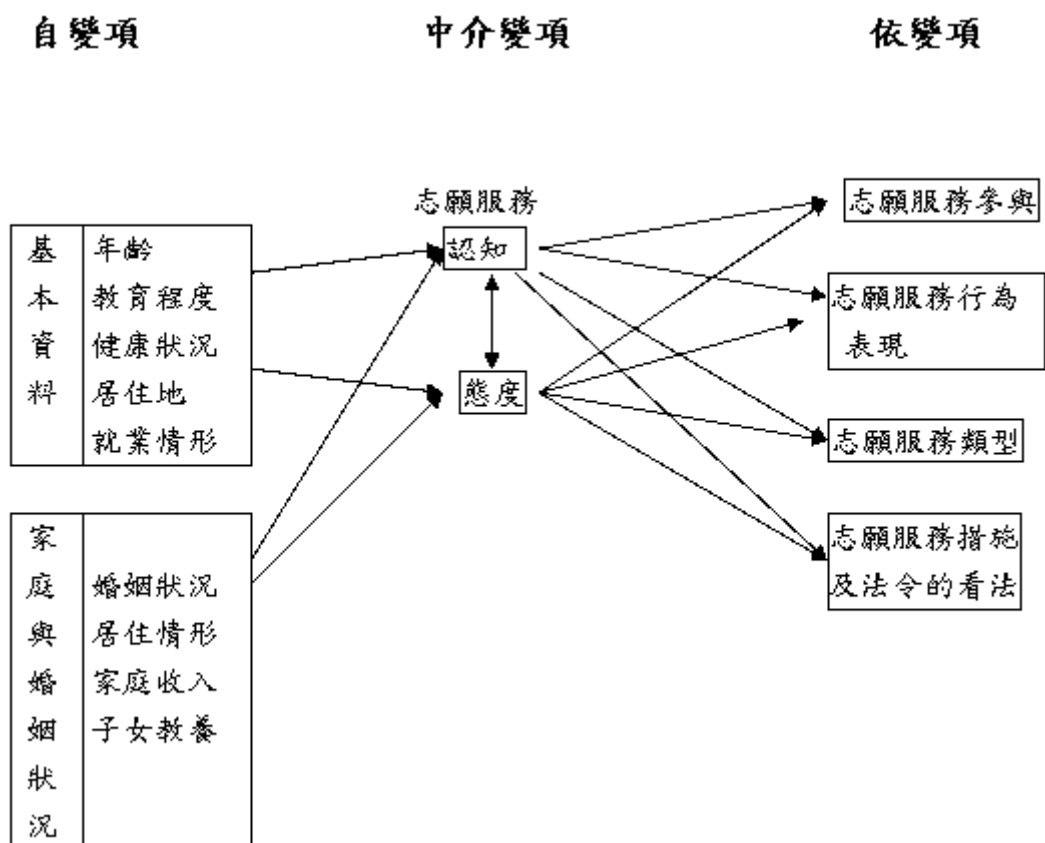 自變項
中介變項
依變項
基本資料
年齡
教育程度
健康狀況
居住地
就業情形
家庭與婚姻狀況
婚姻狀況
居住情形
家庭收入
子女教養
志願服務
認知
態度
志願服務參與
志願服務行為
表現
志願服務類型
志願服務措施
及法令的看法